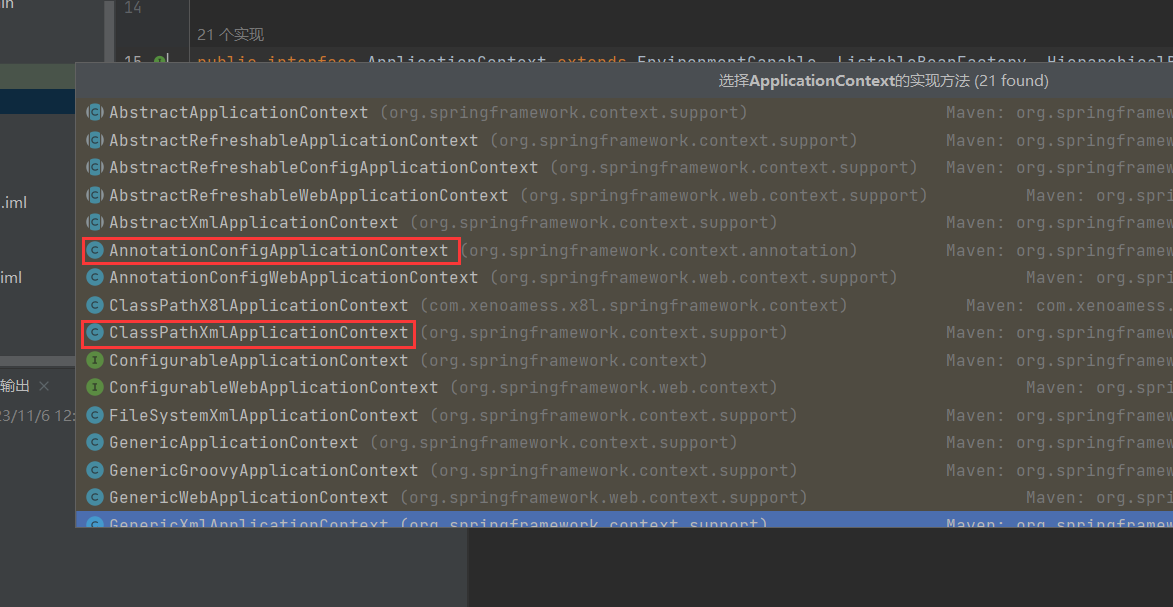 14
21 个实现
15 public interface ApplicationContext extends EnvironmentCapable, ListableBeanFactory, Hierarchical
选择ApplicationContext的实现方法 (21 found)
AbstractApplicationContext (org.springframework.context.support) Maven: org.springframew
AbstractRefreshableApplicationContext (org.springframework.context.support) Maven: org.springframew
AbstractRefreshableConfigApplicationContext (org.springframework.context.support) Maven: org.springframew
AbstractRefreshableWebApplicationContext (org.springframework.web.context.support) Maven: org.spri
.iml
AbstractXmlApplicationContext (org.springframework.context.support) Maven: org.springframew
AnnotationConfigApplicationContext (org.springframework.context.annotation) Maven: org.springframew
iml
AnnotationConfigWebApplicationContext (org.springframework.web.context.support) Maven: org.spri
ClassPathX8lApplicationContext (com.xenoamess.x8l.springframework.context) Maven: com.xenoamess.
ClassPathXmlApplicationContext (org.springframework.context.support) Maven: org.springframew
ConfigurableApplicationContext (org.springframework.context) Maven: org.springframew
输出
ConfigurableWebApplicationContext (org.springframework.web.context) Maven: org.spri
23/11/6 12:
FileSystemXmlApplicationContext (org.springframework.context.support) Maven: org.springframew
GenericApplicationContext (org.springframework.context.support) Maven: org.springframew
GenericGroovyApplicationContext (org.springframework.context.support) Maven: org.springframew
GenericWebApplicationContext (org.springframework.web.context.support) Maven: org.spri
GenericXmlApplicationContext (org.springframework.context.support) Maven: org.springframew